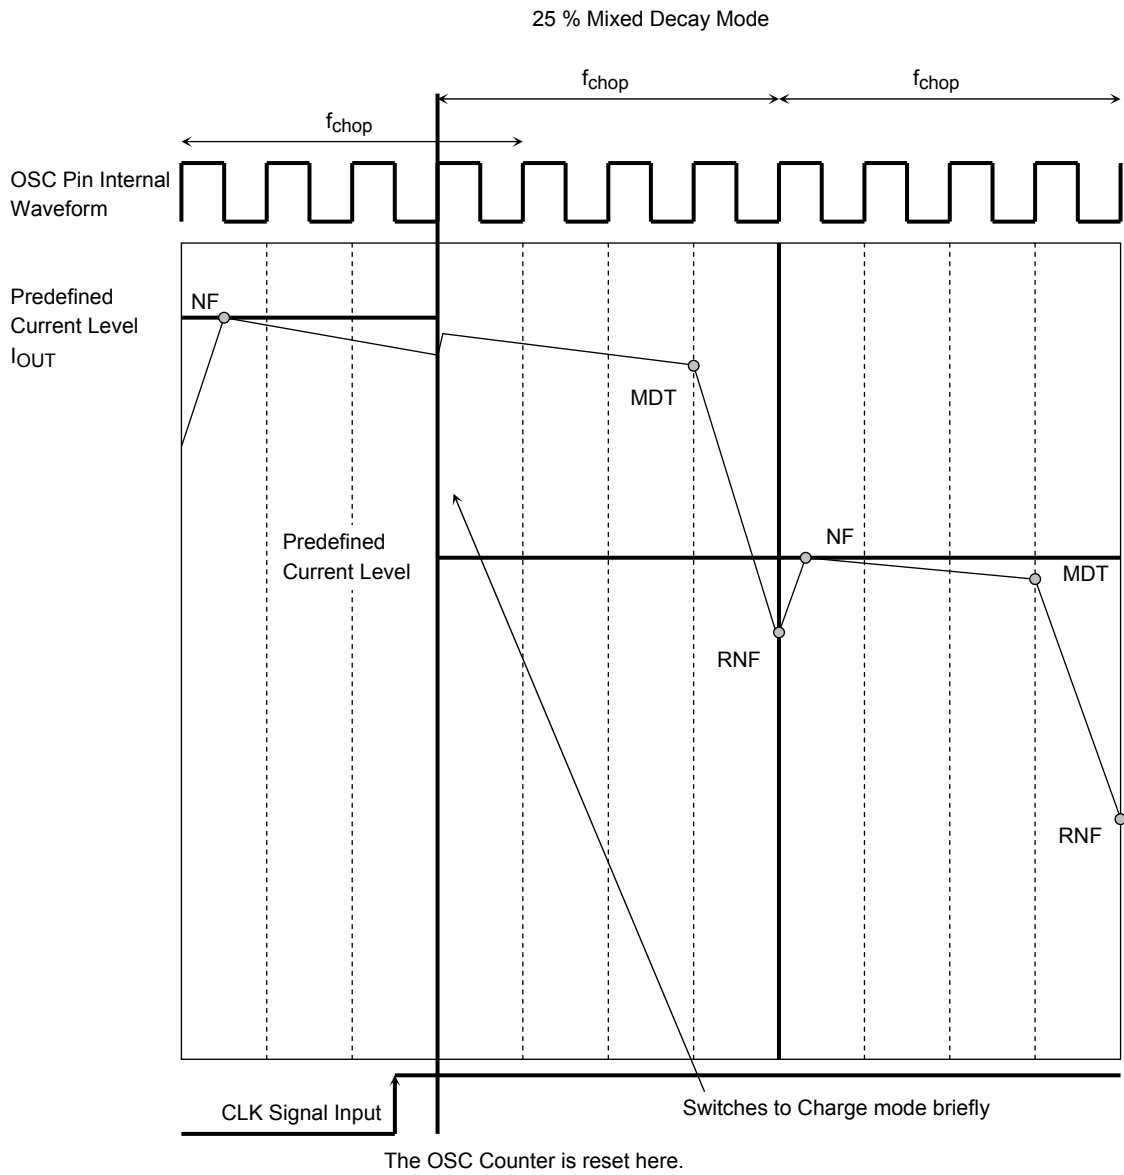 25 % Mixed Decay Mode
fchop
fchop
fchop
OSC Pin Internal
Waveform
Predefined
Current Level
IOUT
NF
MDT
Predefined
Current Level
NF
MDT
RNF
RNF
CLK Signal Input
Switches to Charge mode briefly
The OSC Counter is reset here.